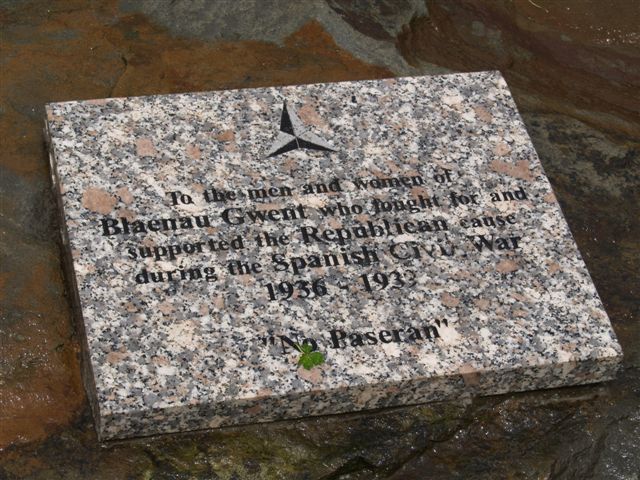 To the men and women of
Blaenau Gwent who fought for and
supported the Republican cause
during the Spanish Civil War
1936 - 1939
"No Paseran"